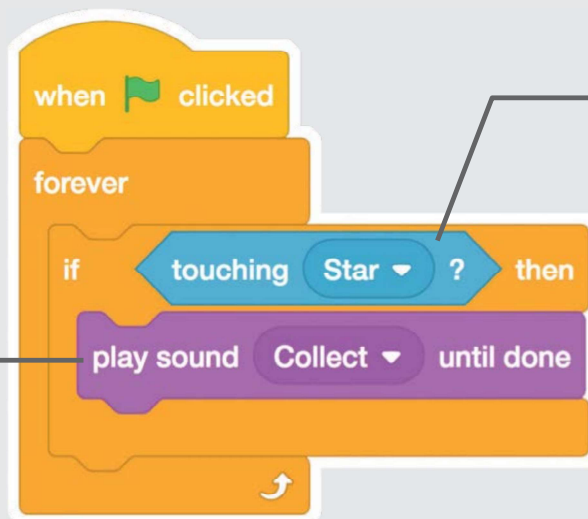 when clicked
forever
if touching Star ? then
play sound Collect until done